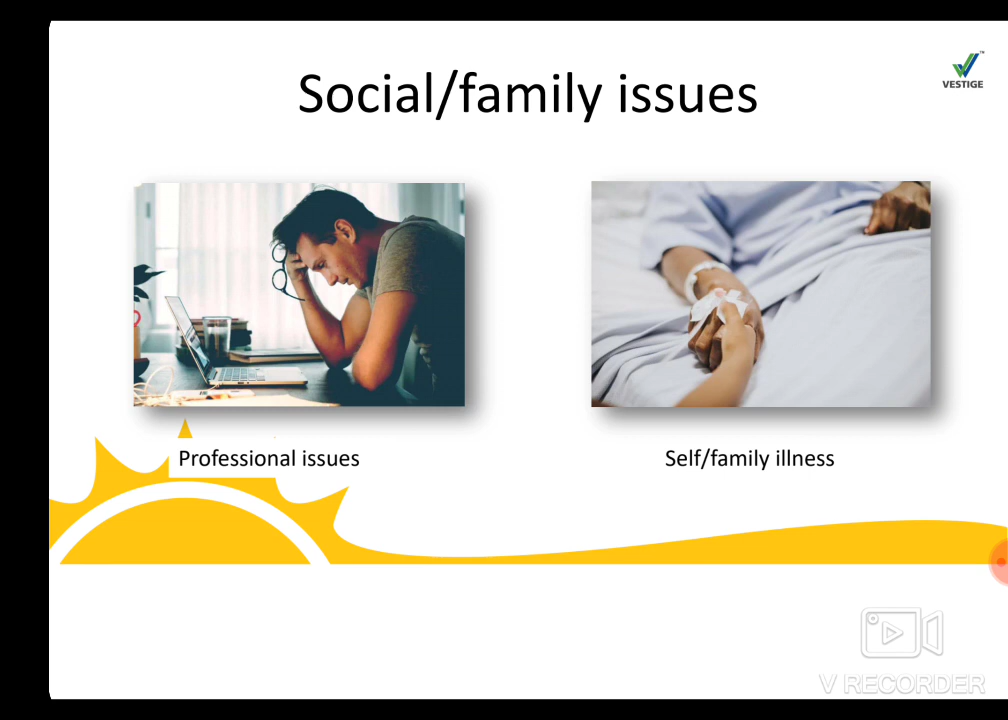 Social/family issues
VESTIGE
Professional issues
Self/family illness
V RECORDER